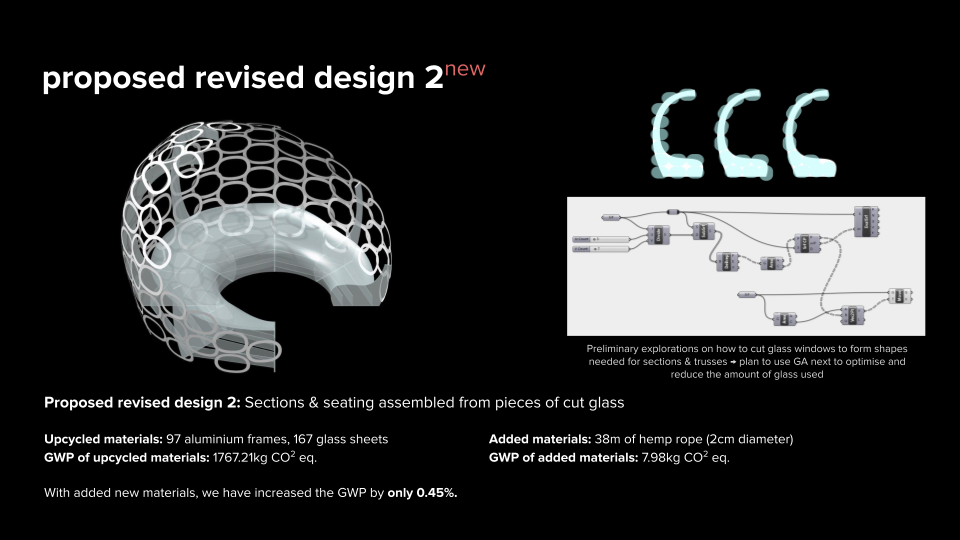 proposed revised design 2 new
Preliminary explorations on how to cut glass windows to form shapes
needed for sections & trusses → plan to use GA next to optimise and
reduce the amount of glass used
Proposed revised design 2: Sections & seating assembled from pieces of cut glass
Upcycled materials: 97 aluminium frames, 167 glass sheets
GWP of upcycled materials: 1767.21kg CO² eq.
Added materials: 38m of hemp rope (2cm diameter)
GWP of added materials: 7.98kg CO² eq.
With added new materials, we have increased the GWP by only 0.45%.